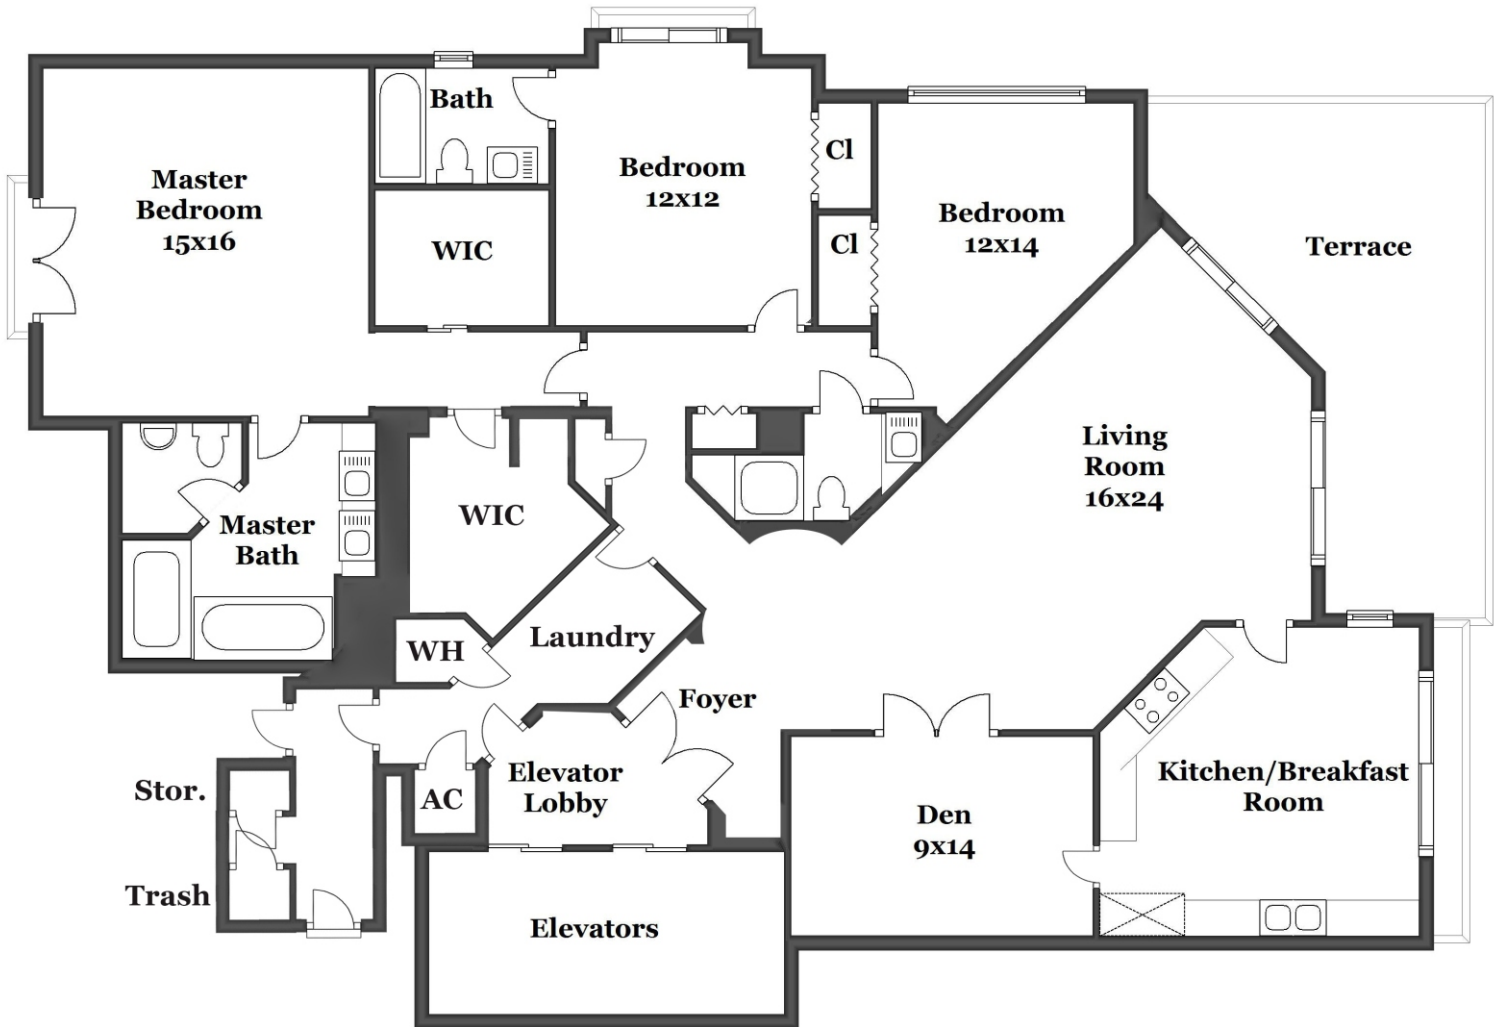 Bath
Master
Bedroom
15x16
WIC
Bedroom
12x12
Cl
Cl
Bedroom
12x14
Terrace
Living
Room
16x24
WIC
Master
Bath
Laundry
WH
Foyer
Stor.
AC
Elevator
Lobby
Den
9x14
Kitchen/Breakfast
Room
Trash
Elevators